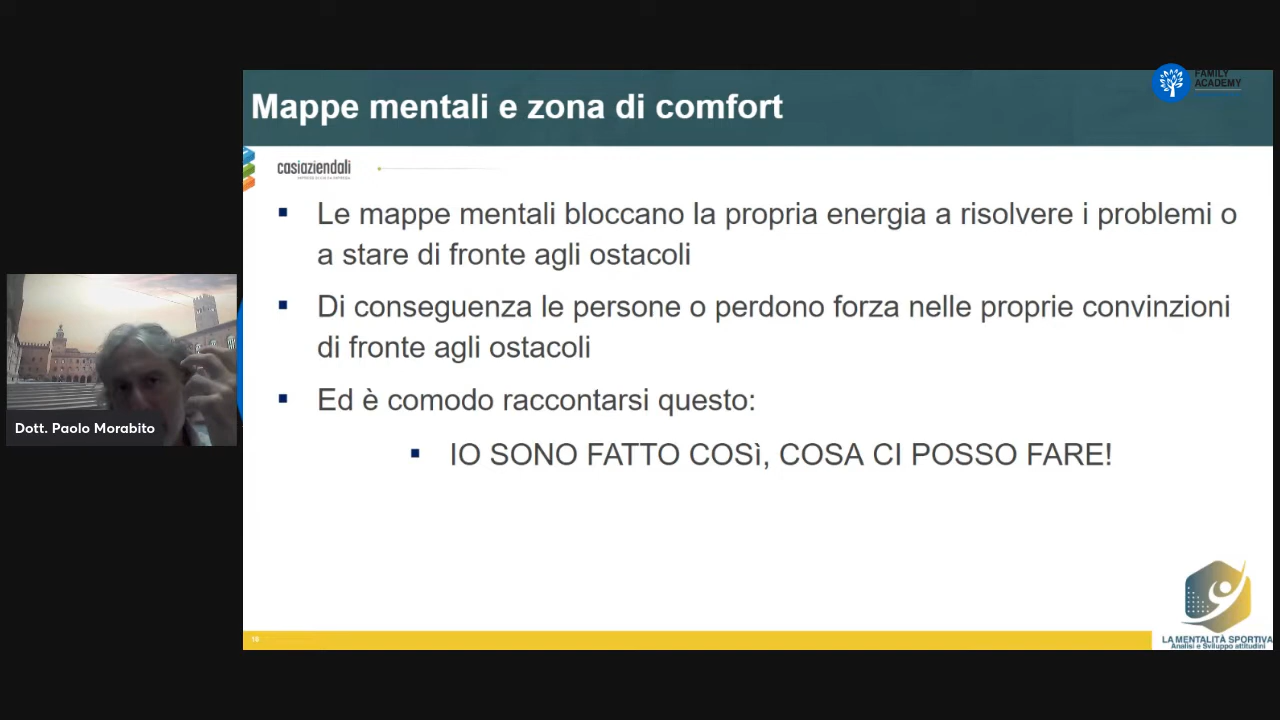 FAMILY
ACADEMY
Mappe mentali e zona di comfort
casiaziendali
Le mappe mentali bloccano la propria energia a risolvere i problemi o
a stare di fronte agli ostacoli
Di conseguenza le persone o perdono forza nelle proprie convinzioni
di fronte agli ostacoli
Ed è comodo raccontarsi questo:
IO SONO FATTO COSì, COSA CI POSSO FARE!
Dott. Paolo Morabito
LA MENTALITÀ SPORTIVA
Analisi e Sviluppo attitudini